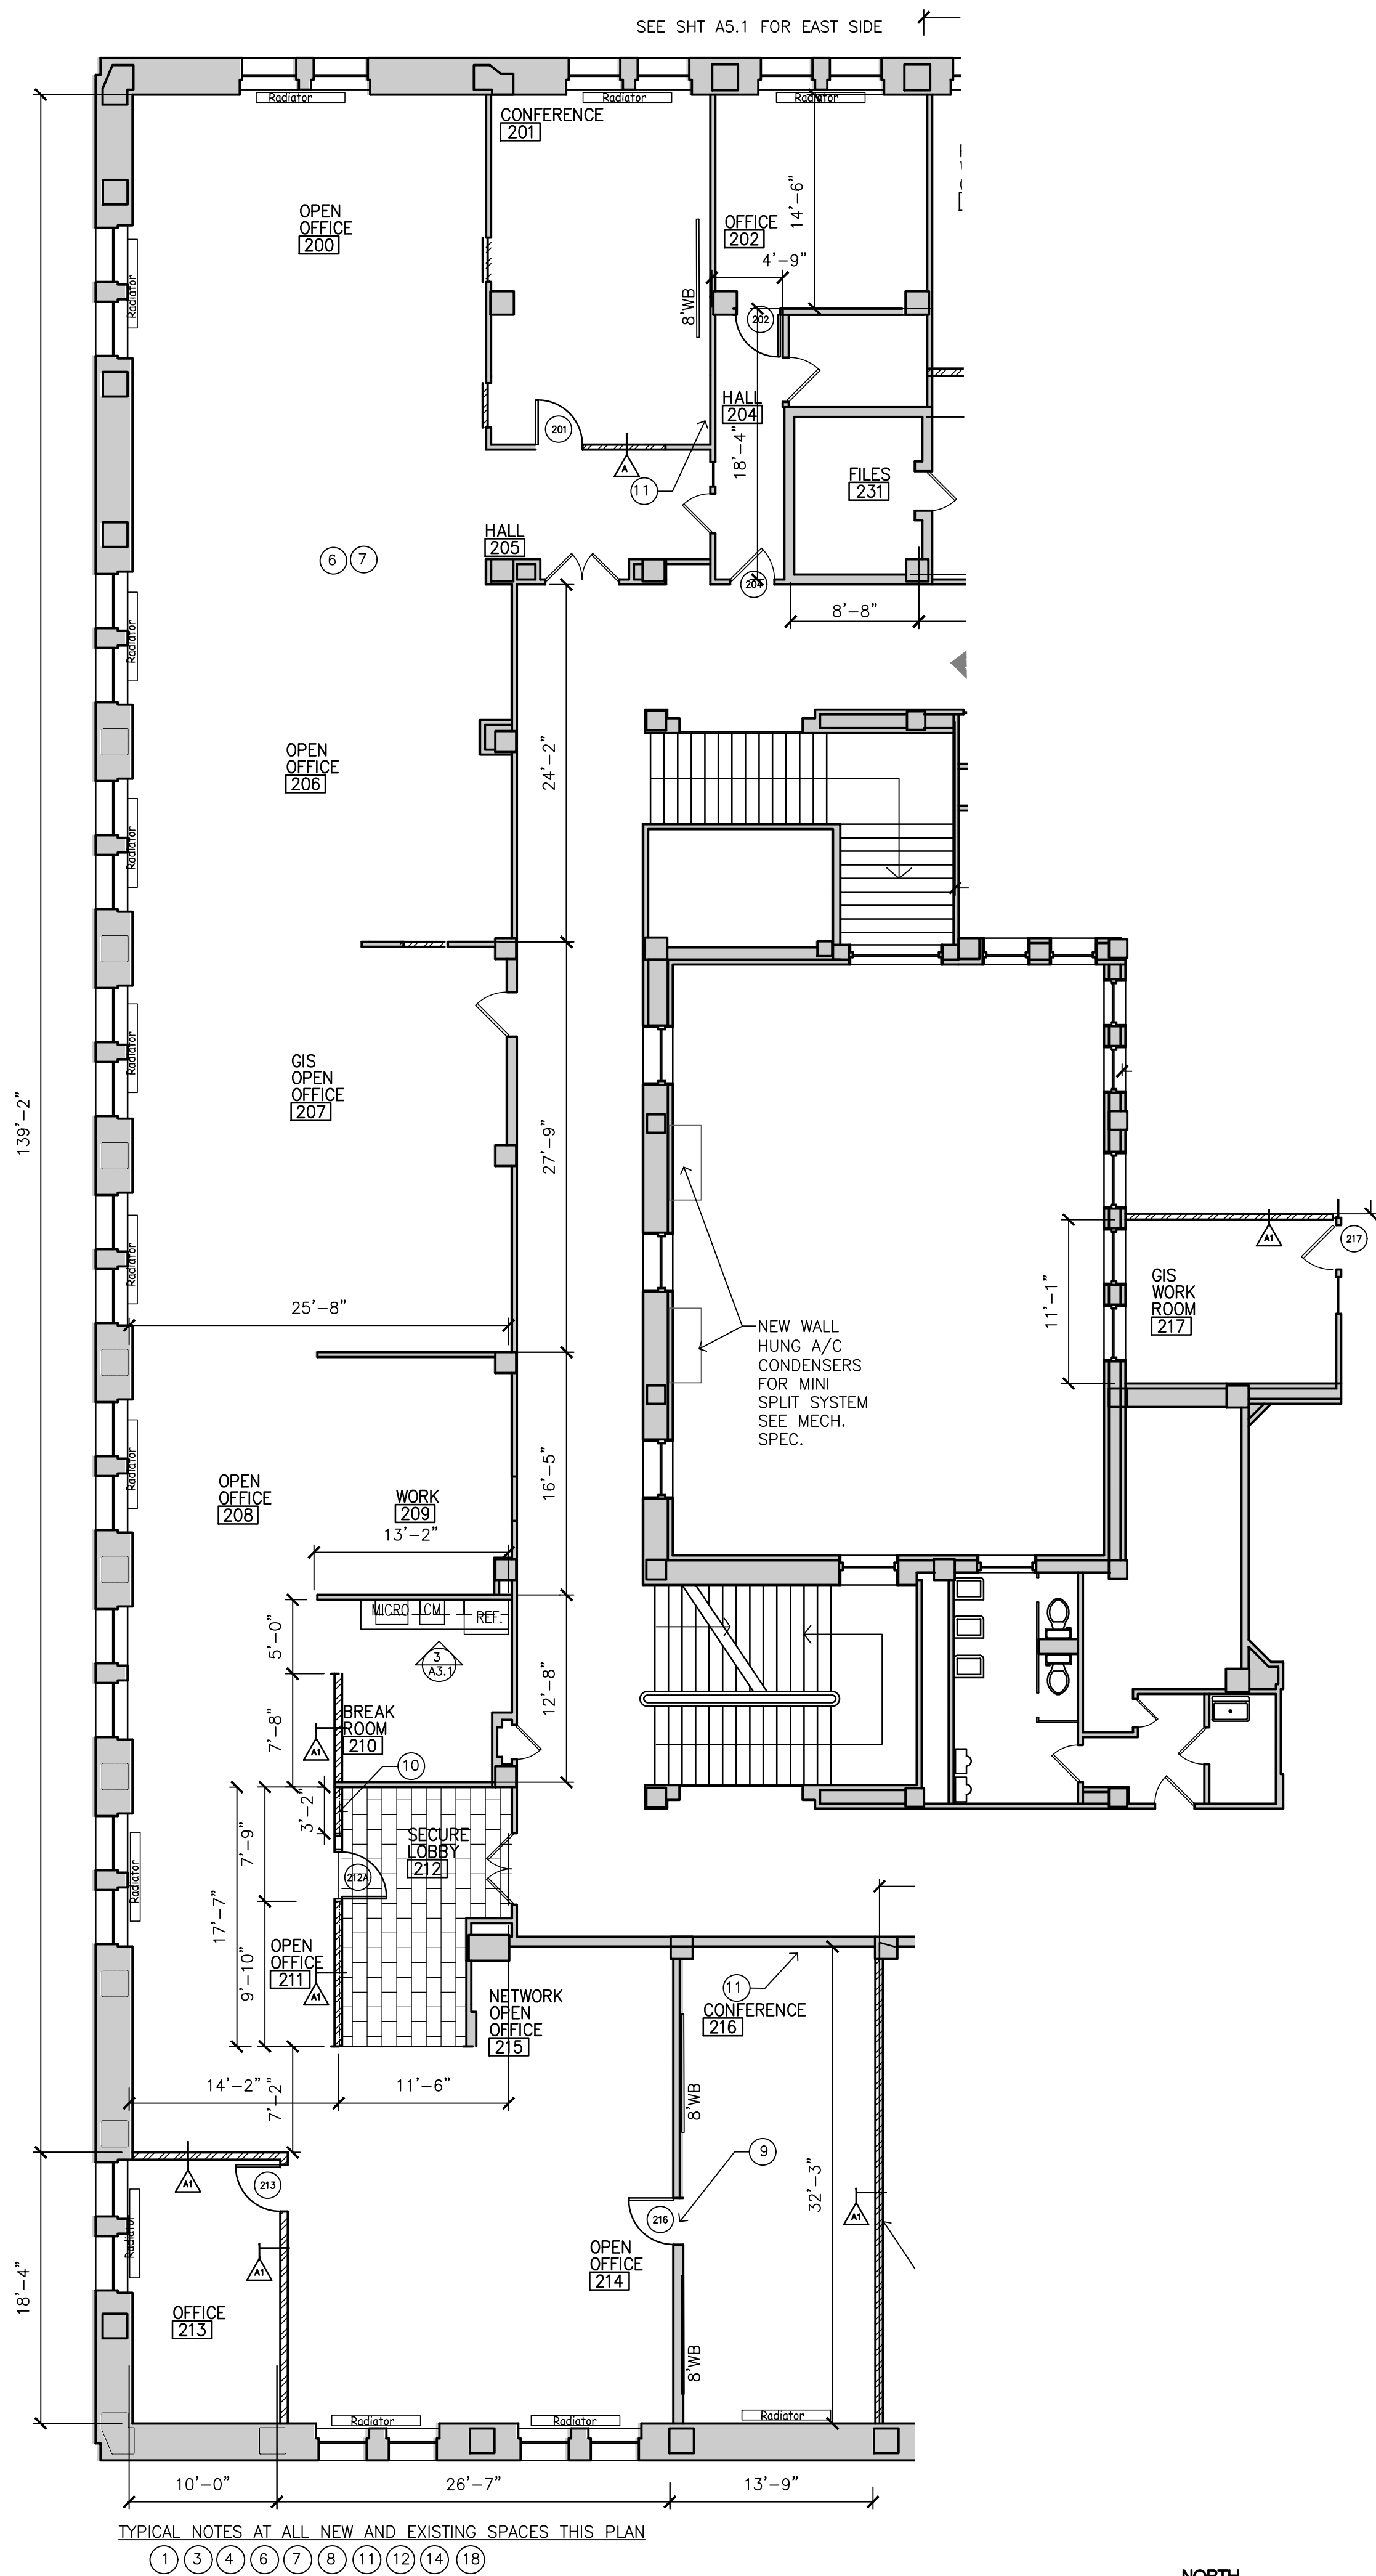 SEE SHT A5.1 FOR EAST SIDE
Radiator
Radiator
Radiator
CONFERENCE
201
OPEN
OFFICE
200
14'-6"
OFFICE
202
4'-9"
Radiator
8'WB
202
HALL
204
201
A
18'-4"
11
FILES
231
HALL
205
6
7
204
8'-8"
Radiator
OPEN
OFFICE
206
24'-2"
Radiator
Radiator
GIS
OPEN
OFFICE
207
139'-2"
27'-9"
A1
217
GIS
WORK
ROOM
217
11'-1"
Radiator
25'-8"
NEW WALL
HUNG A/C
CONDENSERS
FOR MINI
SPLIT SYSTEM
SEE MECH.
SPEC.
Radiator
OPEN
OFFICE
208
WORK
209
16'-5"
13'-2"
MICRO
CM
REF.
5'-0"
3
A3.1
12'-8"
7'-8"
BREAK
ROOM
210
A1
10
3'-2"
7'-9"
SECURE
LOBBY
212
212A
Radiator
17'-7"
9'-10"
OPEN
OFFICE
211
A1
NETWORK
OPEN
OFFICE
215
11
CONFERENCE
216
14'-2"
11'-6"
7'-2"
8'WB
9
A1
213
32'-3"
216
A1
Radiator
A1
OPEN
OFFICE
214
18'-4"
OFFICE
213
8'WB
Radiator
Radiator
Radiator
10'-0"
26'-7"
13'-9"
TYPICAL NOTES AT ALL NEW AND EXISTING SPACES THIS PLAN
1 3 4 6 7 8 11 12 14 18
NORTH